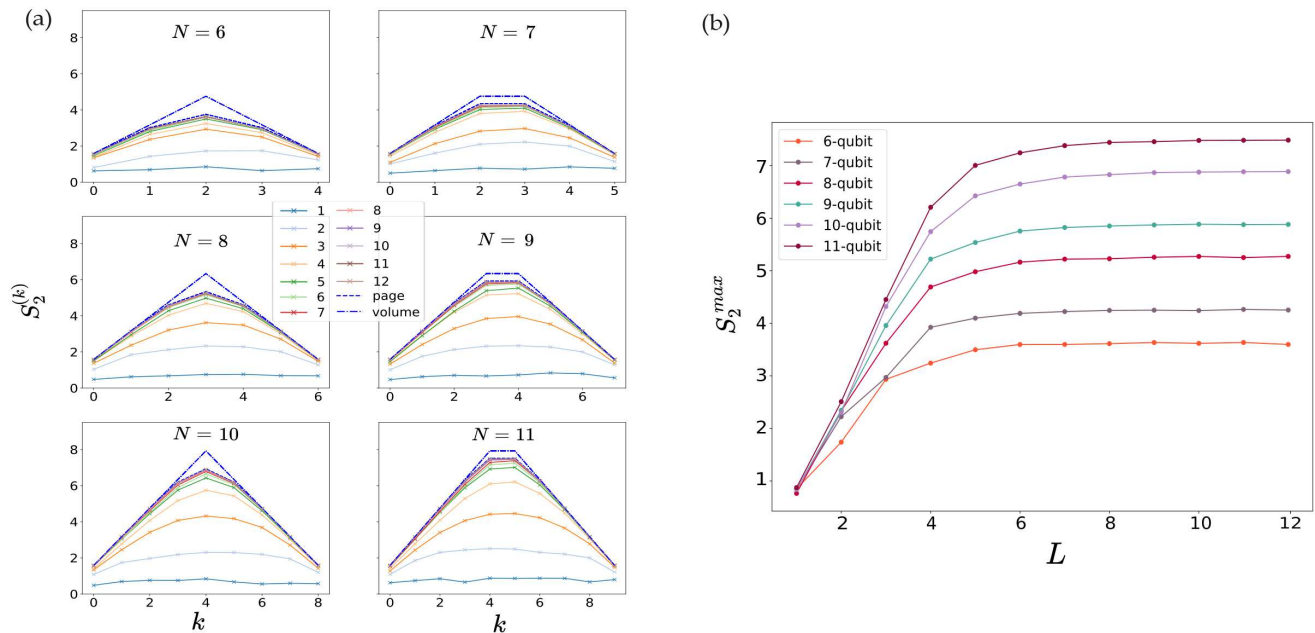 (a)
N = 6
N = 7
8
6
4
2
0
0 1 2 3 4
0 1 2 3 4 5
N = 8
N = 9
8
6
4
2
0
0 2 4 6
0 2 4 6
1
2
3
4
5
6
7
8
9
10
11
12
page
volume
S_2^{(k)}
N = 10
N = 11
8
6
4
2
0
0 2 4 6 8
0 2 4 6 8
k
k
(b)
6-qubit
7-qubit
8-qubit
9-qubit
10-qubit
11-qubit
7
6
5
4
3
2
1
S_2^{max}
2 4 6 8 10 12
L